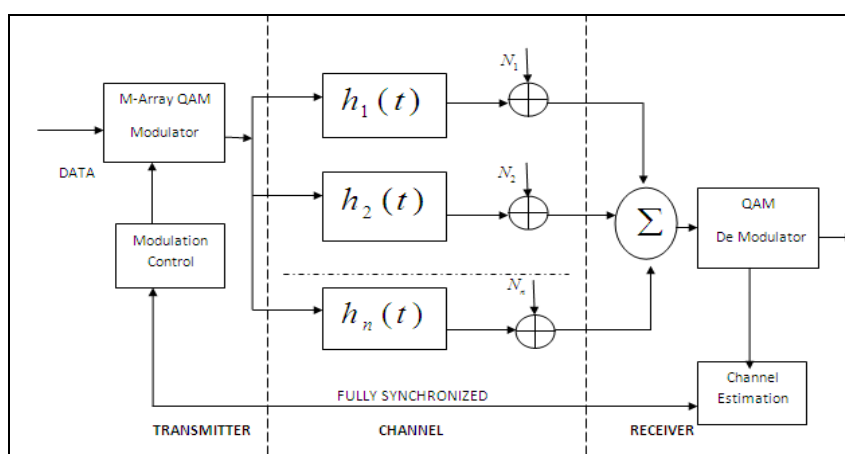 M-Array QAM
Modulator
DATA
Modulation
Control
h₁(t)
N₁
h₂(t)
N₂
hₙ(t)
Nₙ
Σ
QAM
De Modulator
Channel
Estimation
FULLY SYNCHRONIZED
TRANSMITTER
CHANNEL
RECEIVER